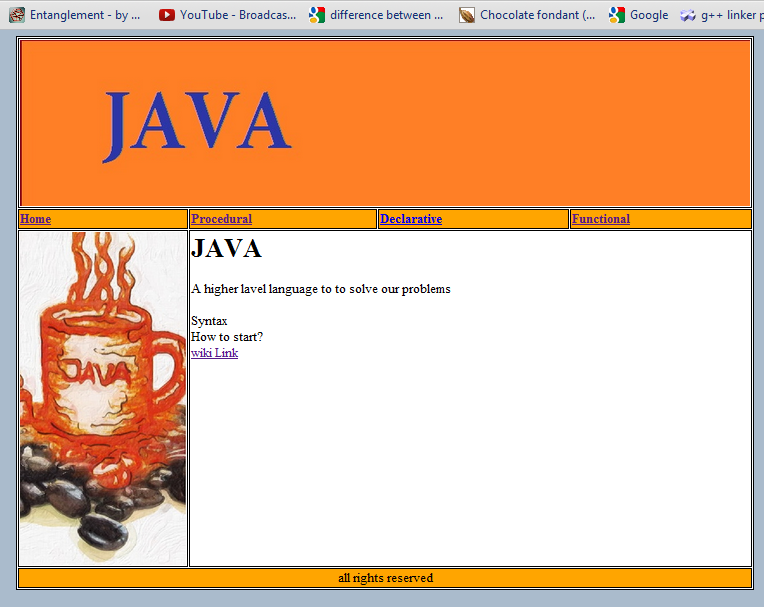 Entanglement - by ... YouTube - Broadcas... difference between ... Chocolate fondant (... Google g++ linker p
JAVA
Home Procedural Declarative Functional
JAVA
A higher lavel language to to solve our problems
Syntax
How to start?
wiki Link
JAVA
all rights reserved